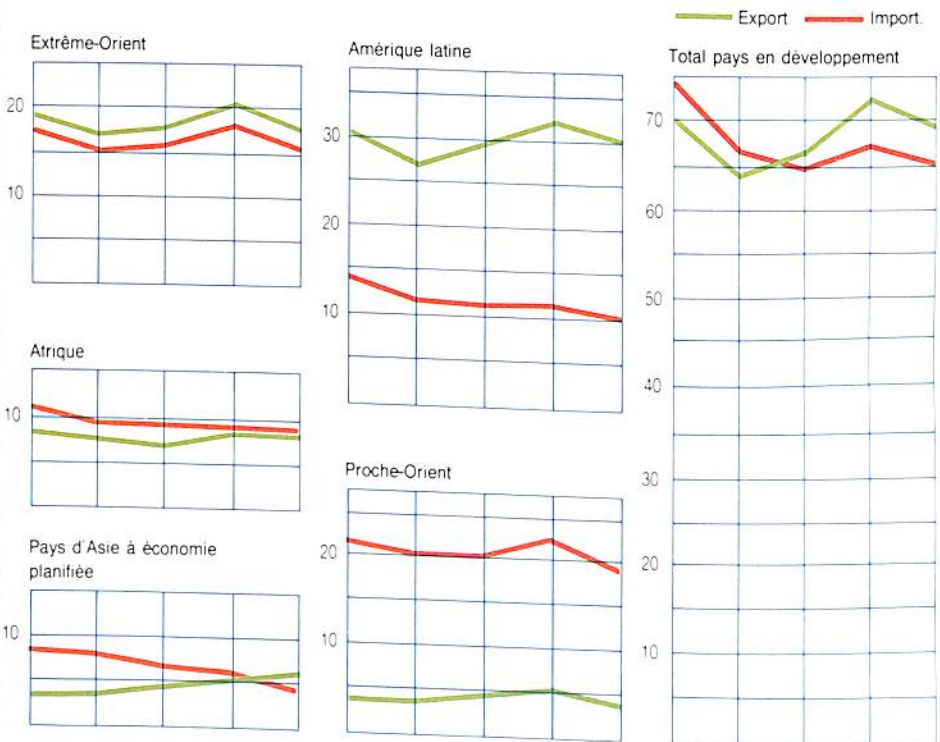 Export.
Import.
Extrême-Orient
20
10
Amérique latine
30
20
10
Total pays en développement
70
60
50
40
30
20
10
Afrique
10
Proche-Orient
20
10
Pays d'Asie à économie
planifiée
10